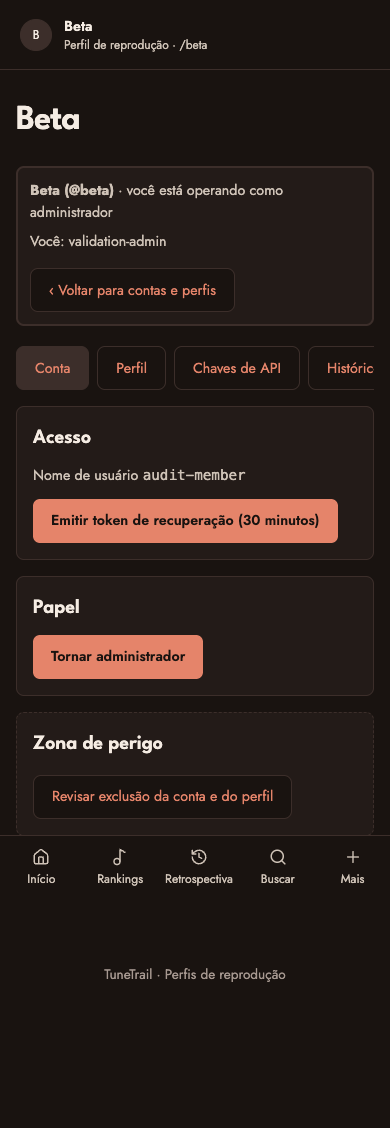 B
Beta
Perfil de reprodução · /beta
Beta
Beta (@beta) · você está operando como
administrador
Você: validation-admin
‹ Voltar para contas e perfis
Conta
Perfil
Chaves de API
Históric
Acesso
Nome de usuário audit-member
Emitir token de recuperação (30 minutos)
Papel
Tornar administrador
Zona de perigo
Revisar exclusão da conta e do perfil
Início
Rankings
Retrospectiva
Buscar
Mais
TuneTrail · Perfis de reprodução